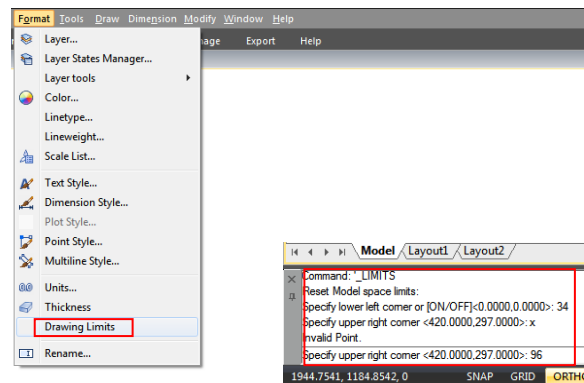 Format Tools Draw Dimension Modify Window Help
nage Export Help
Layer...
Layer States Manager...
Layer tools
Color...
Linetype...
Lineweight...
Scale List...
Text Style...
Dimension Style...
Plot Style...
Point Style...
Multiline Style...
Units...
Thickness
Drawing Limits
Rename...
Model Layout1 Layout2
Command: '_LIMITS
Reset Model space limits:
Specify lower left corner or [ON/OFF]<0.0000,0.0000>: 34
Specify upper right corner <420.0000,297.0000>: x
Invalid Point.
Specify upper right corner <420.0000,297.0000>: 96
1944.7541, 1184.8542, 0 SNAP GRID ORTHO